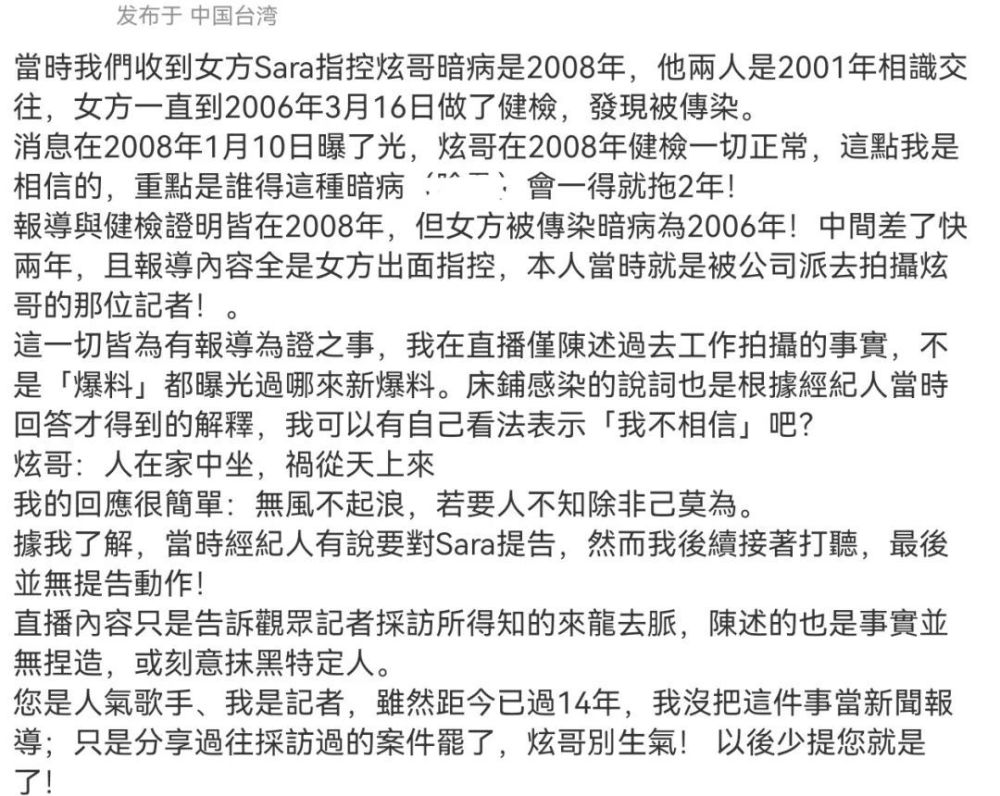 发布于 中国台湾
當時我們收到女方Sara指控炫哥暗病是2008年，他兩人是2001年相識交
往，女方一直到2006年3月16日做了健檢，發現被傳染。
消息在2008年1月10日曝了光，炫哥在2008年健檢一切正常，這點我是
相信的，重點是誰得這種暗病（）會一得就拖2年！
報導與健檢證明皆在2008年，但女方被傳染暗病為2006年！中間差了快
兩年，且報導內容全是女方出面指控，本人當時就是被公司派去拍攝炫
哥的那位記者！。
這一切皆為有報導為證之事，我在直播僅陳述過去工作拍攝的事實，不
是「爆料」都曝光過哪來新爆料。床鋪感染的說詞也是根據經紀人當時
回答才得到的解釋，我可以有自己看法表示「我不相信」吧？
炫哥：人在家中坐，禍從天上來
我的回應很簡單：無風不起浪，若要人不知除非己莫為。
據我了解，當時經紀人有說要對Sara提告，然而我後續接著打聽，最後
並無提告動作！
直播內容只是告訴觀眾記者採訪所得知的來龍去脈，陳述的也是事實並
無捏造，或刻意抹黑特定人。
您是人氣歌手、我是記者，雖然距今已過14年，我沒把這件事當新聞報
導；只是分享過往採訪過的案件罷了，炫哥別生氣！ 以後少提您就是
了！